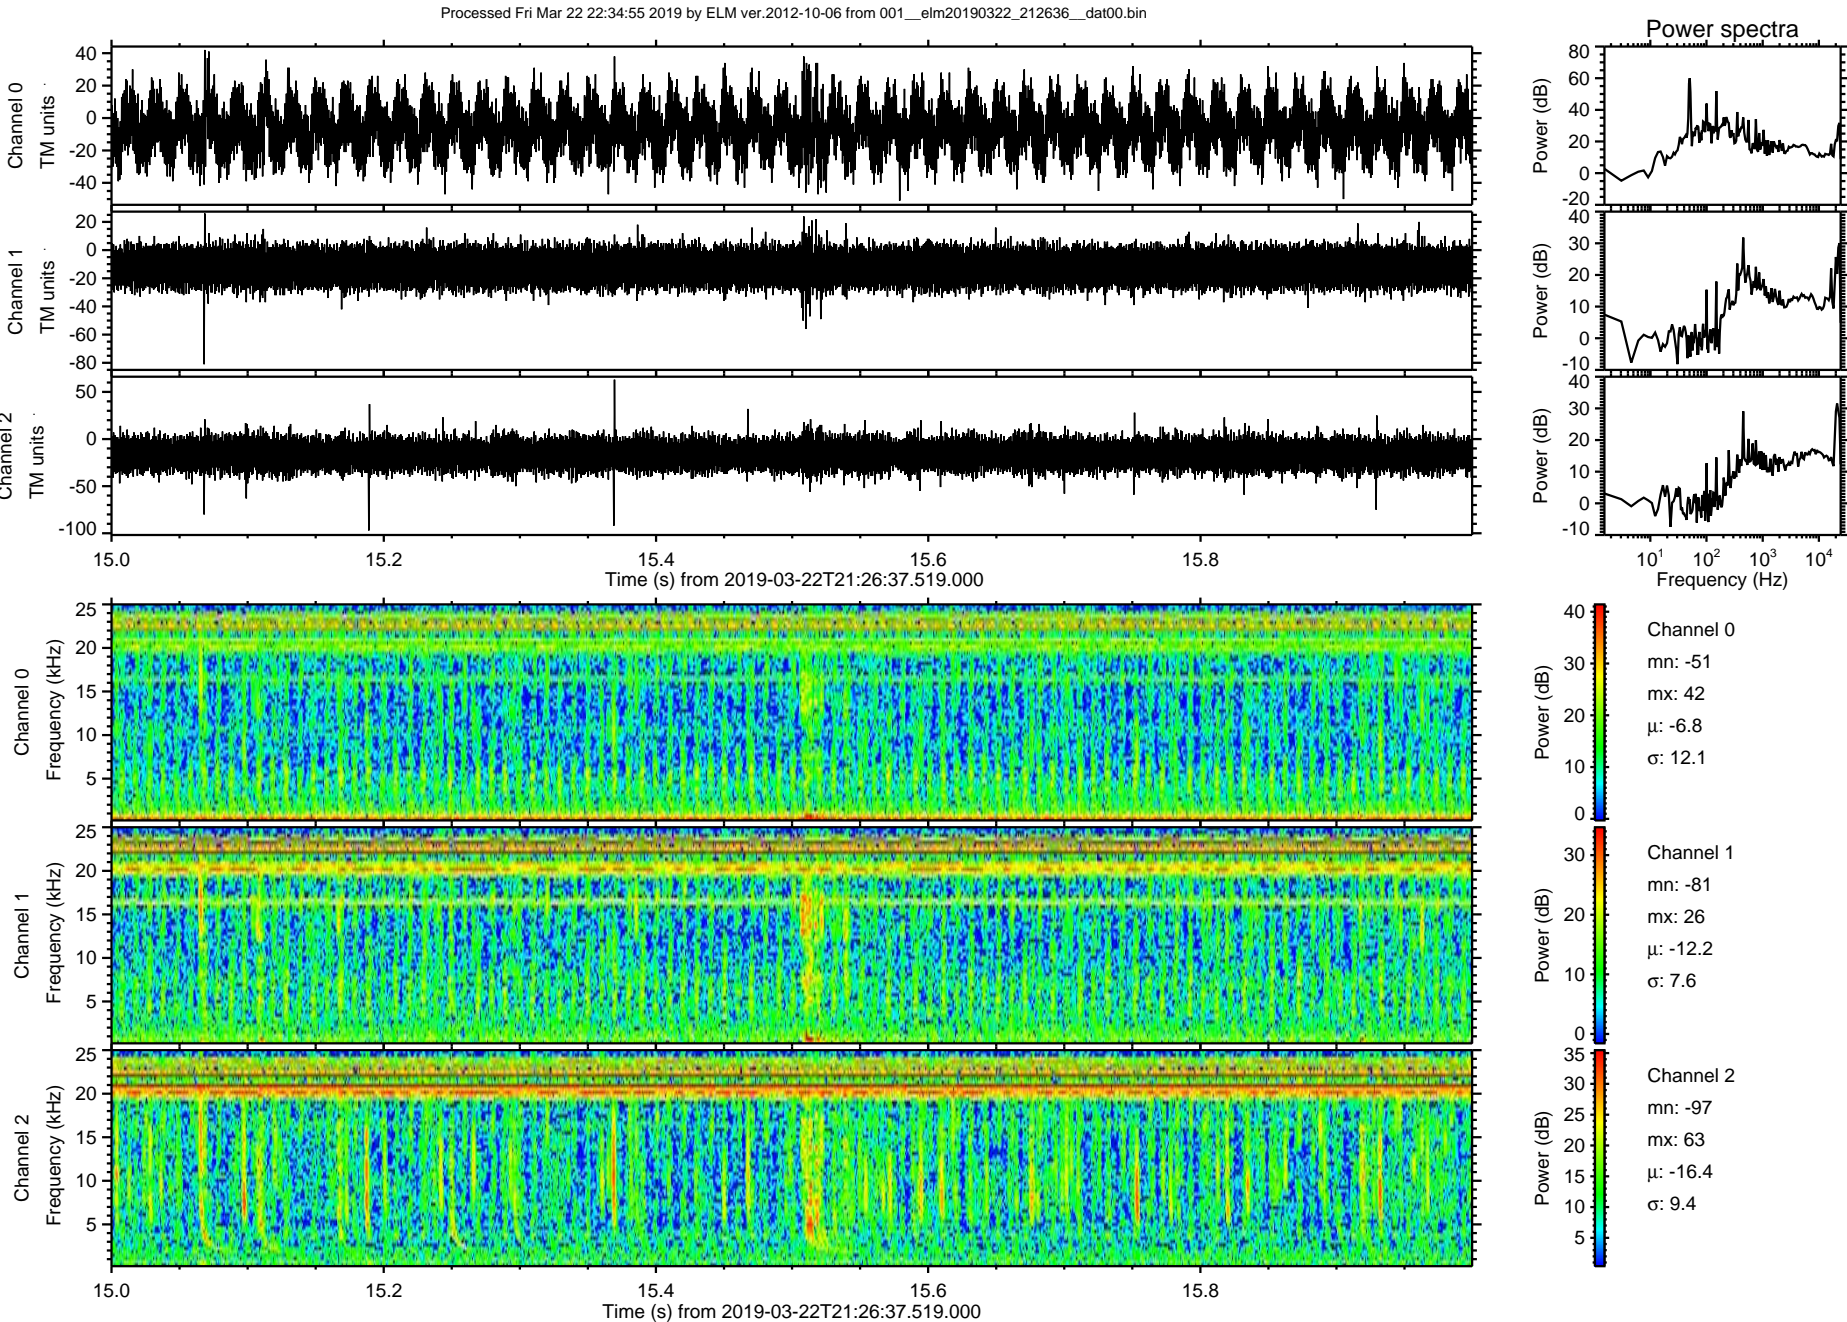 Processed Fri Mar 22 22:34:55 2019 by ELM ver.2012-10-06 from 001__elm20190322_212636__dat00.bin
Power spectra
Channel 0
TM units
40
20
0
-20
-40
Power (dB)
80
60
40
20
0
-20
Channel 1
TM units
20
0
-20
-40
-60
-80
Power (dB)
40
30
20
10
0
-10
Channel 2
TM units
50
0
-50
-100
Power (dB)
40
30
20
10
0
-10
15.0 15.2 15.4 15.6 15.8
Time (s) from 2019-03-22T21:26:37.519.000
10¹ 10² 10³ 10⁴
Frequency (Hz)
Channel 0
Frequency (kHz)
25
20
15
10
5
Power (dB)
40
30
20
10
0
Channel 0
mn: -51
mx: 42
μ: -6.8
σ: 12.1
Channel 1
Frequency (kHz)
25
20
15
10
5
Power (dB)
30
20
10
0
Channel 1
mn: -81
mx: 26
μ: -12.2
σ: 7.6
Channel 2
Frequency (kHz)
25
20
15
10
5
Power (dB)
35
30
25
20
15
10
5
Channel 2
mn: -97
mx: 63
μ: -16.4
σ: 9.4
15.0 15.2 15.4 15.6 15.8
Time (s) from 2019-03-22T21:26:37.519.000